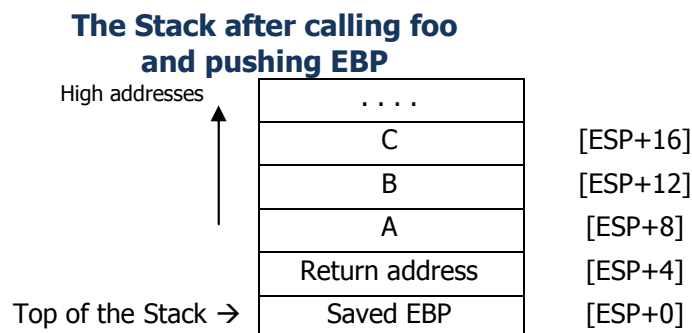 The Stack after calling foo
and pushing EBP
High addresses
. . . .
C [ESP+16]
B [ESP+12]
A [ESP+8]
Return address [ESP+4]
Top of the Stack → Saved EBP [ESP+0]